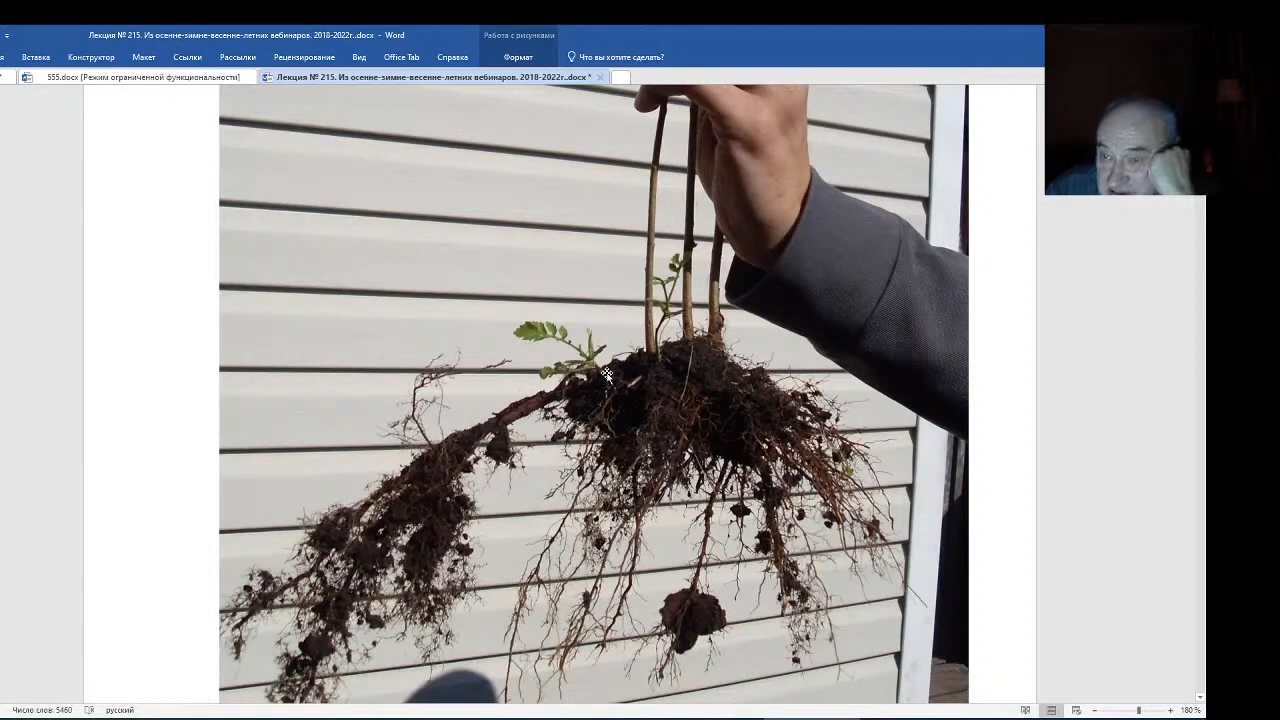 Лекция № 215. Из осенне-зимне-весенне-летних вебинаров. 2018-2022г..docx - Word
Работа с рисунками
Вставка Конструктор Макет Ссылки Рассылки Рецензирование Вид Office Tab Справка Формат Что вы хотите сделать?
555.docx [Режим ограниченной функциональности] Лекция № 215. Из осенне-зимне-весенне-летних вебинаров. 2018-2022г..docx *
Число слов: 5460 русский 180 %